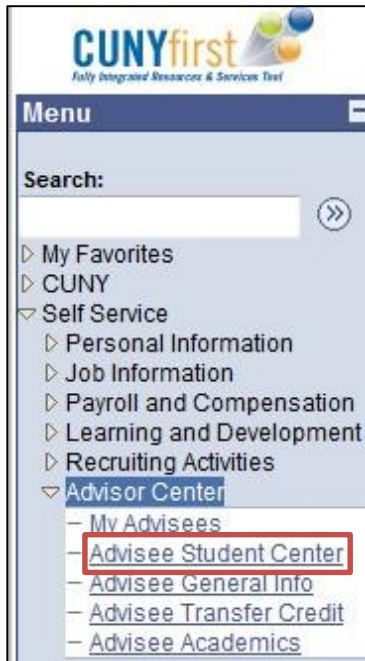 CUNYfirst
Fully Integrated Resources & Services Tool
Menu
Search:
My Favorites
CUNY
Self Service
Personal Information
Job Information
Payroll and Compensation
Learning and Development
Recruiting Activities
Advisor Center
My Advisees
Advisee Student Center
Advisee General Info
Advisee Transfer Credit
Advisee Academics